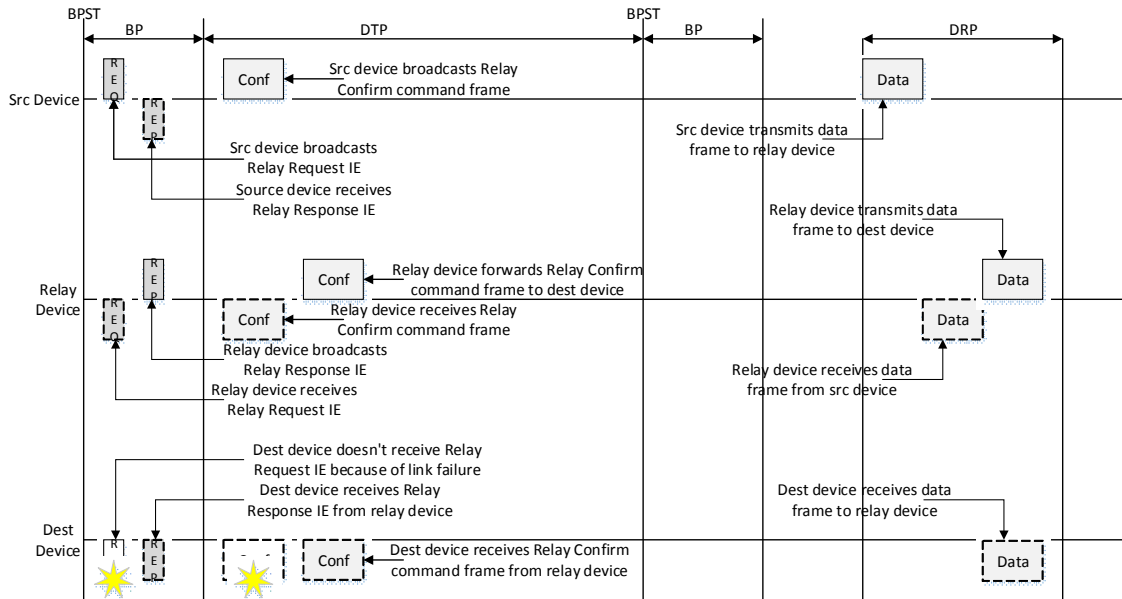 BPST
BPST
BP
DTP
BP
DRP
REQ
Conf
Src device broadcasts Relay
Confirm command frame
Data
Src Device
REP
Src device transmits data
frame to relay device
Src device broadcasts
Relay Request IE
Source device receives
Relay Response IE
Relay device transmits data
frame to dest device
REP
Conf
Relay device forwards Relay Confirm
command frame to dest device
Data
Relay
Device
REQ
Conf
Relay device receives Relay
Confirm command frame
Data
Relay device broadcasts
Relay Response IE
Relay device receives data
frame from src device
Relay device receives
Relay Request IE
Dest device doesn't receive Relay
Request IE because of link failure
Dest device receives Relay
Response IE from relay device
Dest device receives data
frame to relay device
Dest
Device
R
REP
Conf
Dest device receives Relay Confirm
command frame from relay device
Data